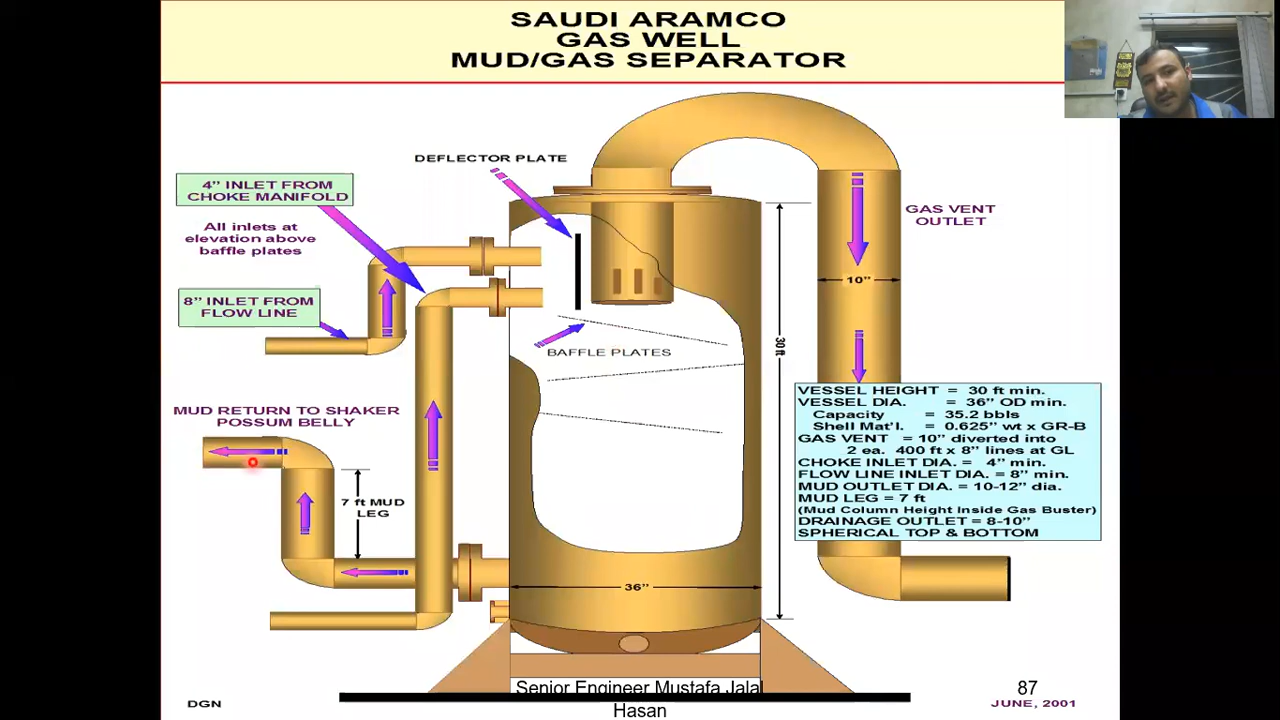 SAUDI ARAMCO
GAS WELL
MUD/GAS SEPARATOR
DEFLECTOR PLATE
4” INLET FROM
CHOKE MANIFOLD
All inlets at
elevation above
baffle plates
8” INLET FROM
FLOW LINE
GAS VENT
OUTLET
10”
30 ft
BAFFLE PLATES
MUD RETURN TO SHAKER
POSSUM BELLY
7 ft MUD
LEG
36”
VESSEL HEIGHT = 30 ft min.
VESSEL DIA. = 36” OD min.
Capacity = 35.2 bbls
Shell Mat’l. = 0.625” wt x GR-B
GAS VENT = 10” diverted into
2 ea. 400 ft x 8” lines at GL
CHOKE INLET DIA. = 4” min.
FLOW LINE INLET DIA. = 8” min.
MUD OUTLET DIA. = 10-12” dia.
MUD LEG = 7 ft
(Mud Column Height Inside Gas Buster)
DRAINAGE OUTLET = 8-10”
SPHERICAL TOP & BOTTOM
Senior Engineer Mustafa Jalal
Hasan
87
DGN
JUNE, 2001